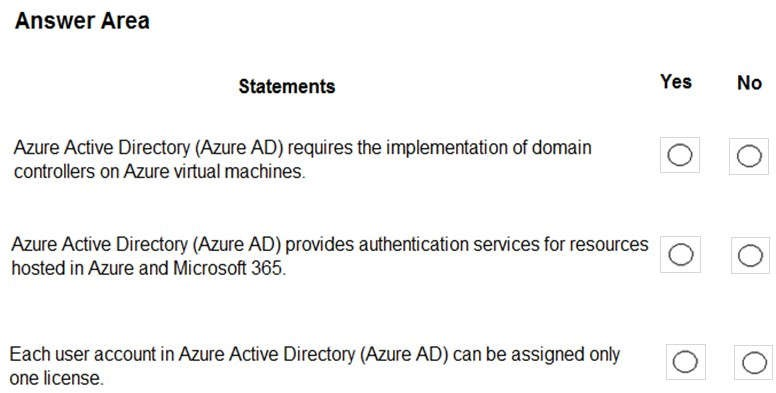 Answer Area
Statements Yes No
Azure Active Directory (Azure AD) requires the implementation of domain
controllers on Azure virtual machines.
Azure Active Directory (Azure AD) provides authentication services for resources
hosted in Azure and Microsoft 365.
Each user account in Azure Active Directory (Azure AD) can be assigned only
one license.